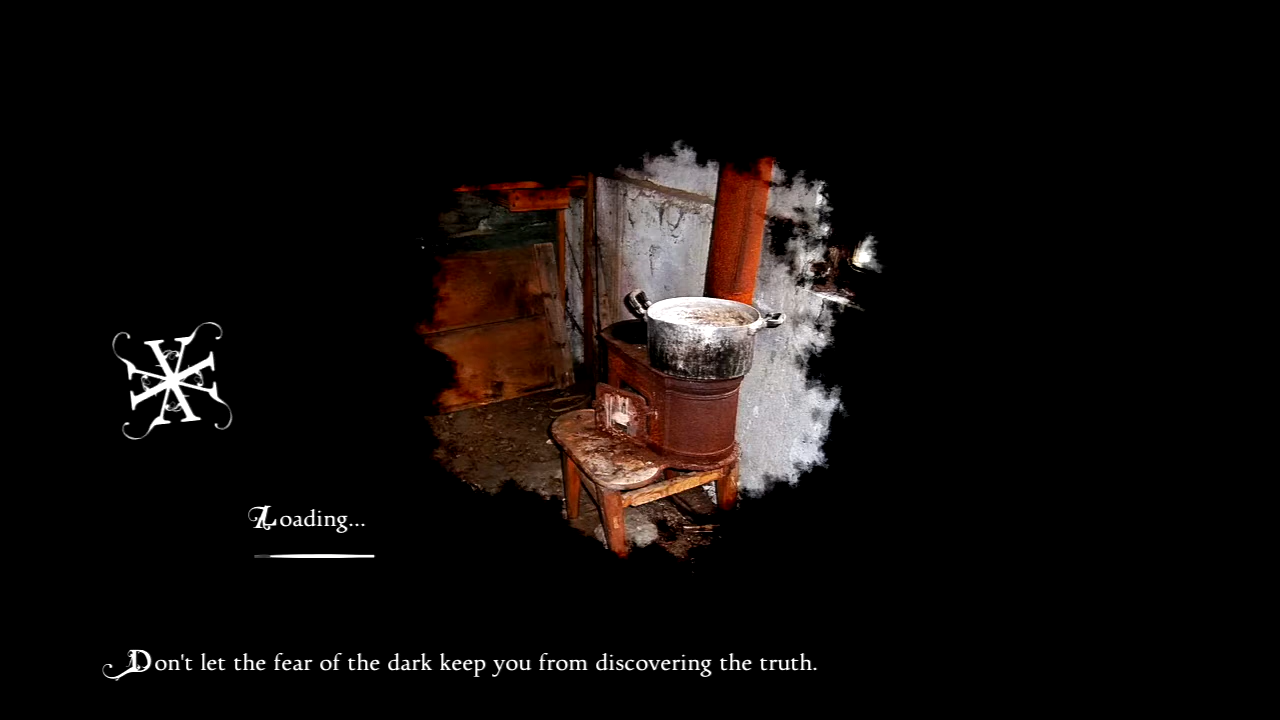 Loading...
Don't let the fear of the dark keep you from discovering the truth.